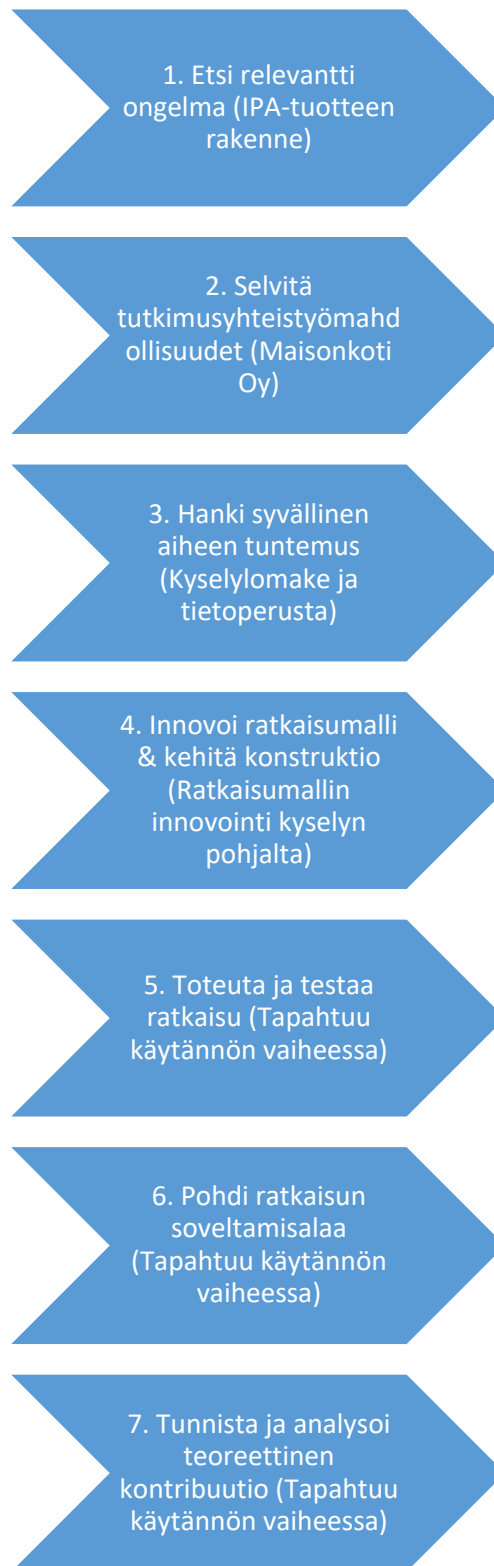 1. Etsi relevantti
ongelma (IPA-tuotteen
rakenne)
2. Selvitä
tutkimusyhteistyömahd
ollisuudet (Maisonkoti
Oy)
3. Hanki syvällinen
aiheen tuntemus
(Kyselylomake ja
tietoperusta)
4. Innovoi ratkaisumalli
& kehitä konstruktio
(Ratkaisumallin
innovointi kyselyn
pohjalta)
5. Toteuta ja testaa
ratkaisu (Tapahtuu
käytännön vaiheessa)
6. Pohdi ratkaisun
soveltamisalaa
(Tapahtuu käytännön
vaiheessa)
7. Tunnista ja analysoi
teoreettinen
kontribuutio (Tapahtuu
käytännön vaiheessa)